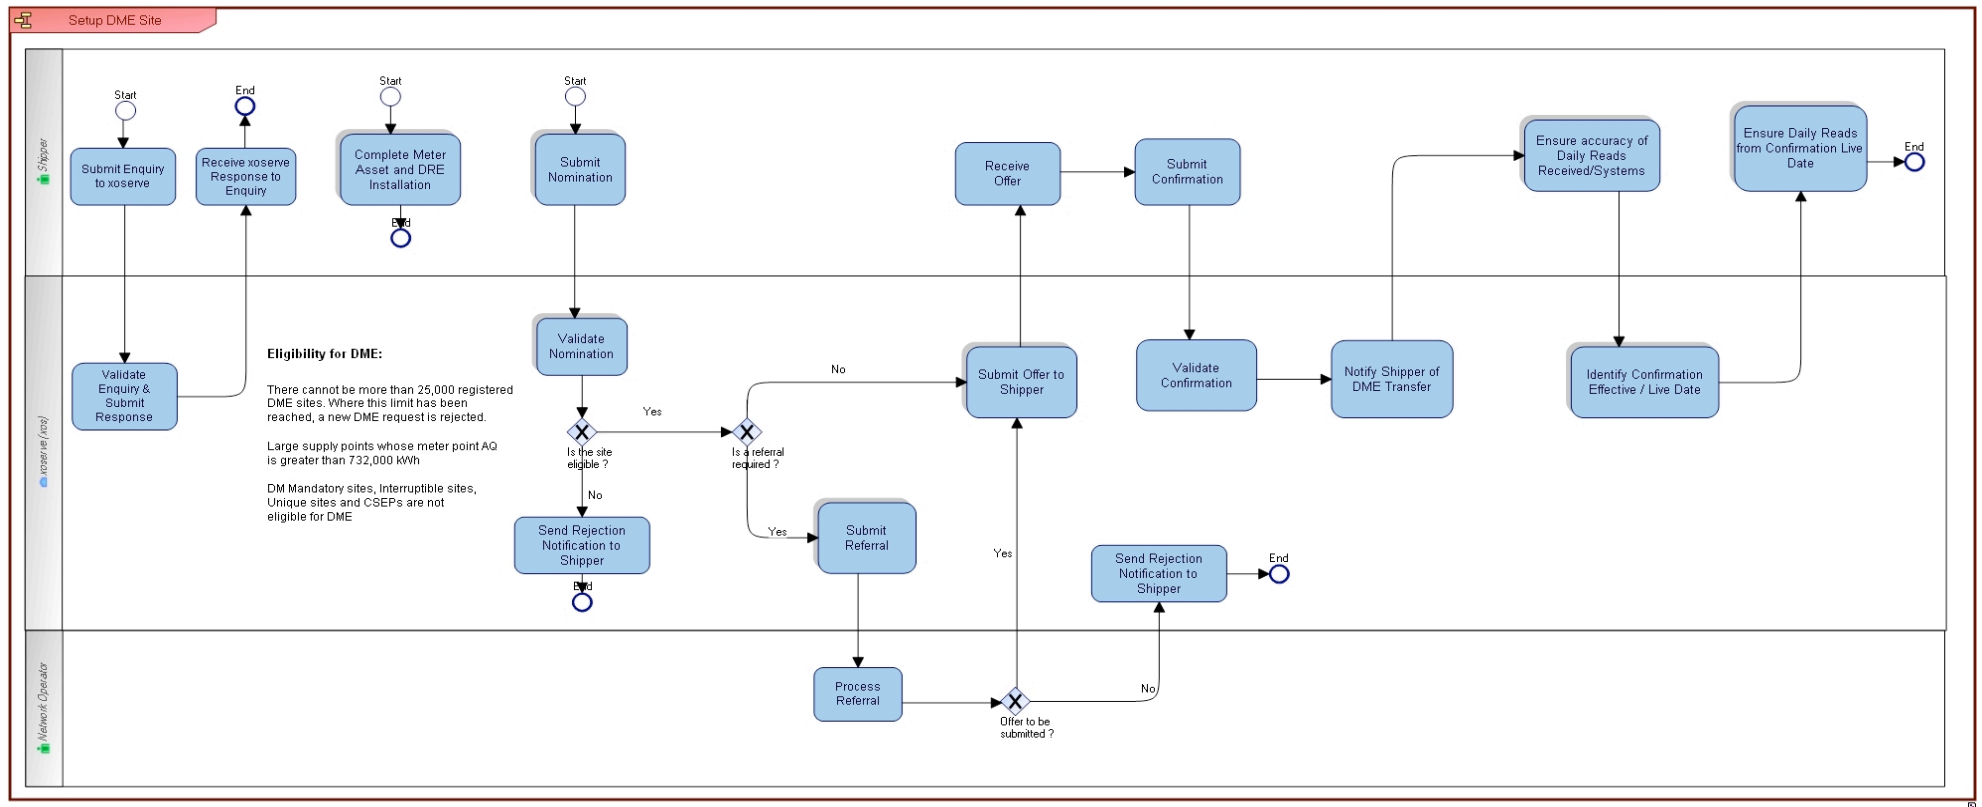 Setup DME Site
Shipper
Start
Submit Enquiry
to xoserve
End
Receive xoserve
Response to
Enquiry
Start
Complete Meter
Asset and DRE
Installation
End
Start
Submit
Nomination
Receive
Offer
Submit
Confirmation
Ensure accuracy of
Daily Reads
Received/Systems
Ensure Daily Reads
from Confirmation Live
Date
End
xoserve (xos)
Validate
Enquiry &
Submit
Response
Eligibility for DME:
There cannot be more than 25,000 registered
DME sites. Where this limit has been
reached, a new DME request is rejected.
Large supply points whose meter point AQ
is greater than 732,000 kWh
DM Mandatory sites, Interruptible sites,
Unique sites and CSEPs are not
eligible for DME
Validate
Nomination
Is the site
eligible ?
Yes
No
Send Rejection
Notification to
Shipper
End
Is a referral
required ?
No
Yes
Submit
Referral
Submit Offer to
Shipper
Yes
Validate
Confirmation
Notify Shipper of
DME Transfer
Identify Confirmation
Effective / Live Date
Send Rejection
Notification to
Shipper
End
Network Operator
Process
Referral
Offer to be
submitted ?
No